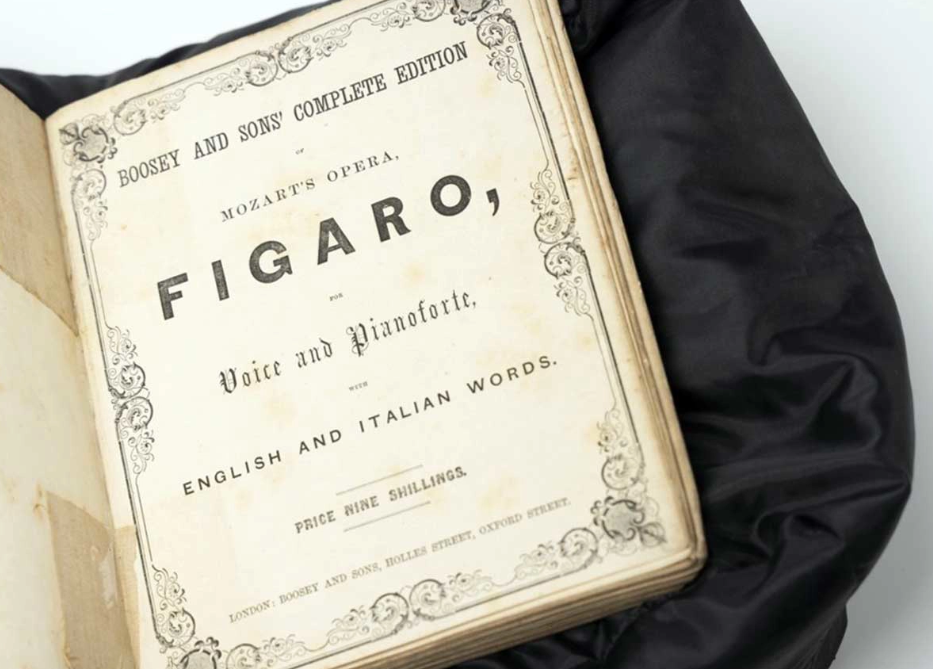 BOOSEY AND SONS' COMPLETE EDITION
OF
MOZART'S OPERA,
FIGARO,
FOR
Voice and Pianoforte,
WITH
ENGLISH AND ITALIAN WORDS.
PRICE NINE SHILLINGS.
LONDON: BOOSEY AND SONS, HOLLES STREET, OXFORD STREET.